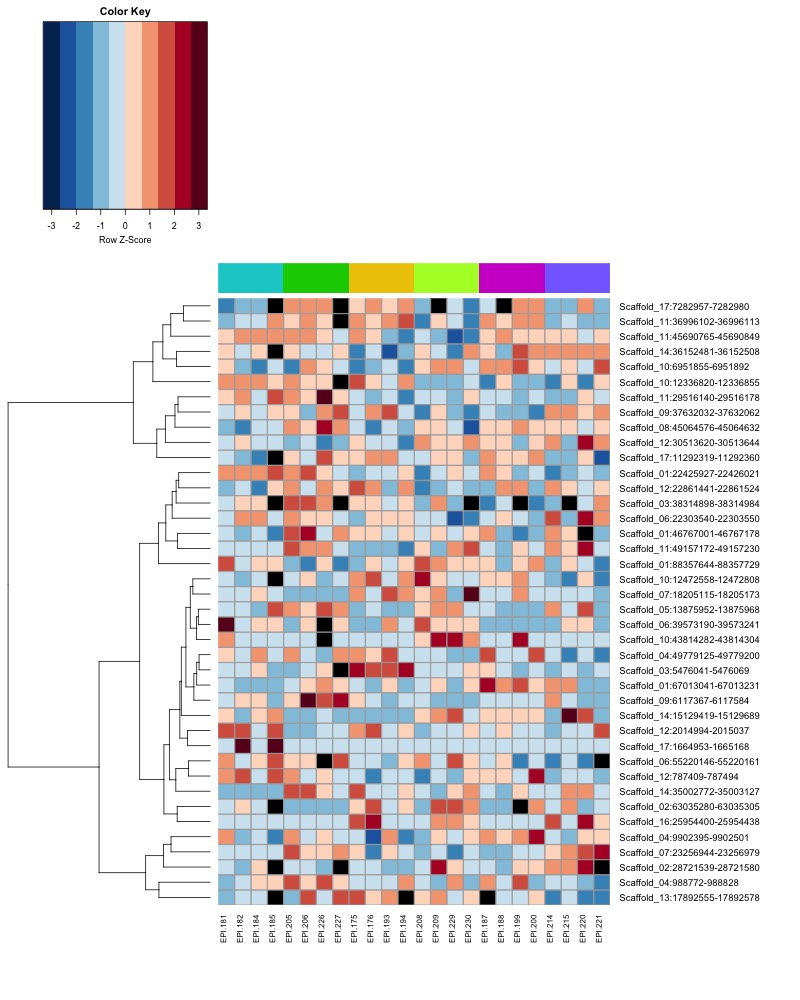 Color Key
-3 -2 -1 0 1 2 3
Row Z-Score
Scaffold_17:7282957-7282980
Scaffold_11:36996102-36996113
Scaffold_11:45690765-45690849
Scaffold_14:36152481-36152508
Scaffold_10:6951855-6951892
Scaffold_10:12336820-12336855
Scaffold_11:29516140-29516178
Scaffold_09:37632032-37632062
Scaffold_08:45064576-45064632
Scaffold_12:30513620-30513644
Scaffold_17:11292319-11292360
Scaffold_01:22425927-22426021
Scaffold_12:22861441-22861524
Scaffold_03:38314898-38314984
Scaffold_06:22303540-22303550
Scaffold_01:46767001-46767178
Scaffold_11:49157172-49157230
Scaffold_01:88357644-88357729
Scaffold_10:12472558-12472808
Scaffold_07:18205115-18205173
Scaffold_05:13875952-13875968
Scaffold_06:39573190-39573241
Scaffold_10:43814282-43814304
Scaffold_04:49779125-49779200
Scaffold_03:5476041-5476069
Scaffold_01:67013041-67013231
Scaffold_09:6117367-6117584
Scaffold_14:15129419-15129689
Scaffold_12:2014994-2015037
Scaffold_17:1664953-1665168
Scaffold_06:55220146-55220161
Scaffold_12:787409-787494
Scaffold_14:35002772-35003127
Scaffold_02:63035280-63035305
Scaffold_16:25954400-25954438
Scaffold_04:9902395-9902501
Scaffold_07:23256944-23256979
Scaffold_02:28721539-28721580
Scaffold_04:988772-988828
Scaffold_13:17892555-17892578
EPI.181
EPI.182
EPI.184
EPI.185
EPI.205
EPI.206
EPI.226
EPI.227
EPI.175
EPI.176
EPI.193
EPI.194
EPI.208
EPI.209
EPI.229
EPI.230
EPI.187
EPI.188
EPI.199
EPI.200
EPI.214
EPI.215
EPI.220
EPI.221